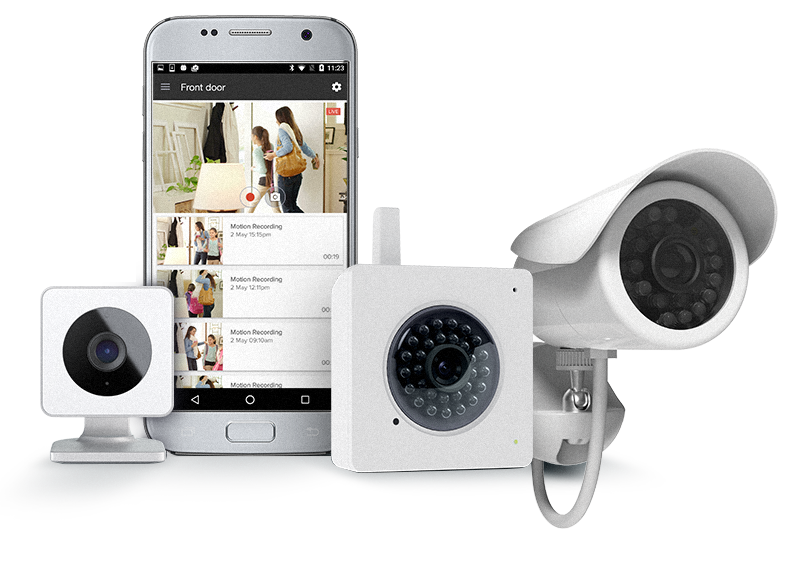 11:23
Front door
LIVE
Motion Recording
2 May 15:15pm
00:19
Motion Recording
2 May 12:11pm
Motion Recording
2 May 09:10am
Motion Recording